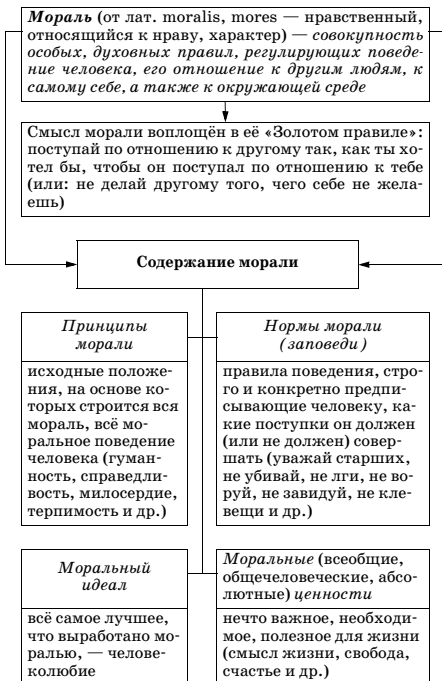 Мораль (от лат. moralis, mores — нравственный,
относящийся к нраву, характер) — совокупность
особых, духовных правил, регулирующих поведе-
ние человека, его отношение к другим людям, к
самому себе, а также к окружающей среде
Смысл морали воплощён в её «Золотом правиле»:
поступай по отношению к другому так, как ты хо-
тел бы, чтобы он поступал по отношению к тебе
(или: не делай другому того, чего себе не жела-
ешь)
Содержание морали
Принципы
морали
исходные положе-
ния, на основе ко-
торых строится вся
мораль, всё мо-
ральное поведение
человека (гуман-
ность, справедли-
вость, милосердие,
терпимость и др.)
Нормы морали
(заповеди)
правила поведения, стро-
го и конкретно предпи-
сывающие человеку, ка-
кие поступки он должен
(или не должен) совер-
шать (уважай старших,
не убивай, не лги, не во-
руй, не завидуй, не кле-
вещи и др.)
Моральный
идеал
всё самое лучшее,
что выработано мо-
ралью, — челове-
колюбие
Моральные (всеобщие,
общечеловеческие, абсо-
лютные) ценности
нечто важное, необходи-
мое, полезное для жизни
(смысл жизни, свобода,
счастье и др.)